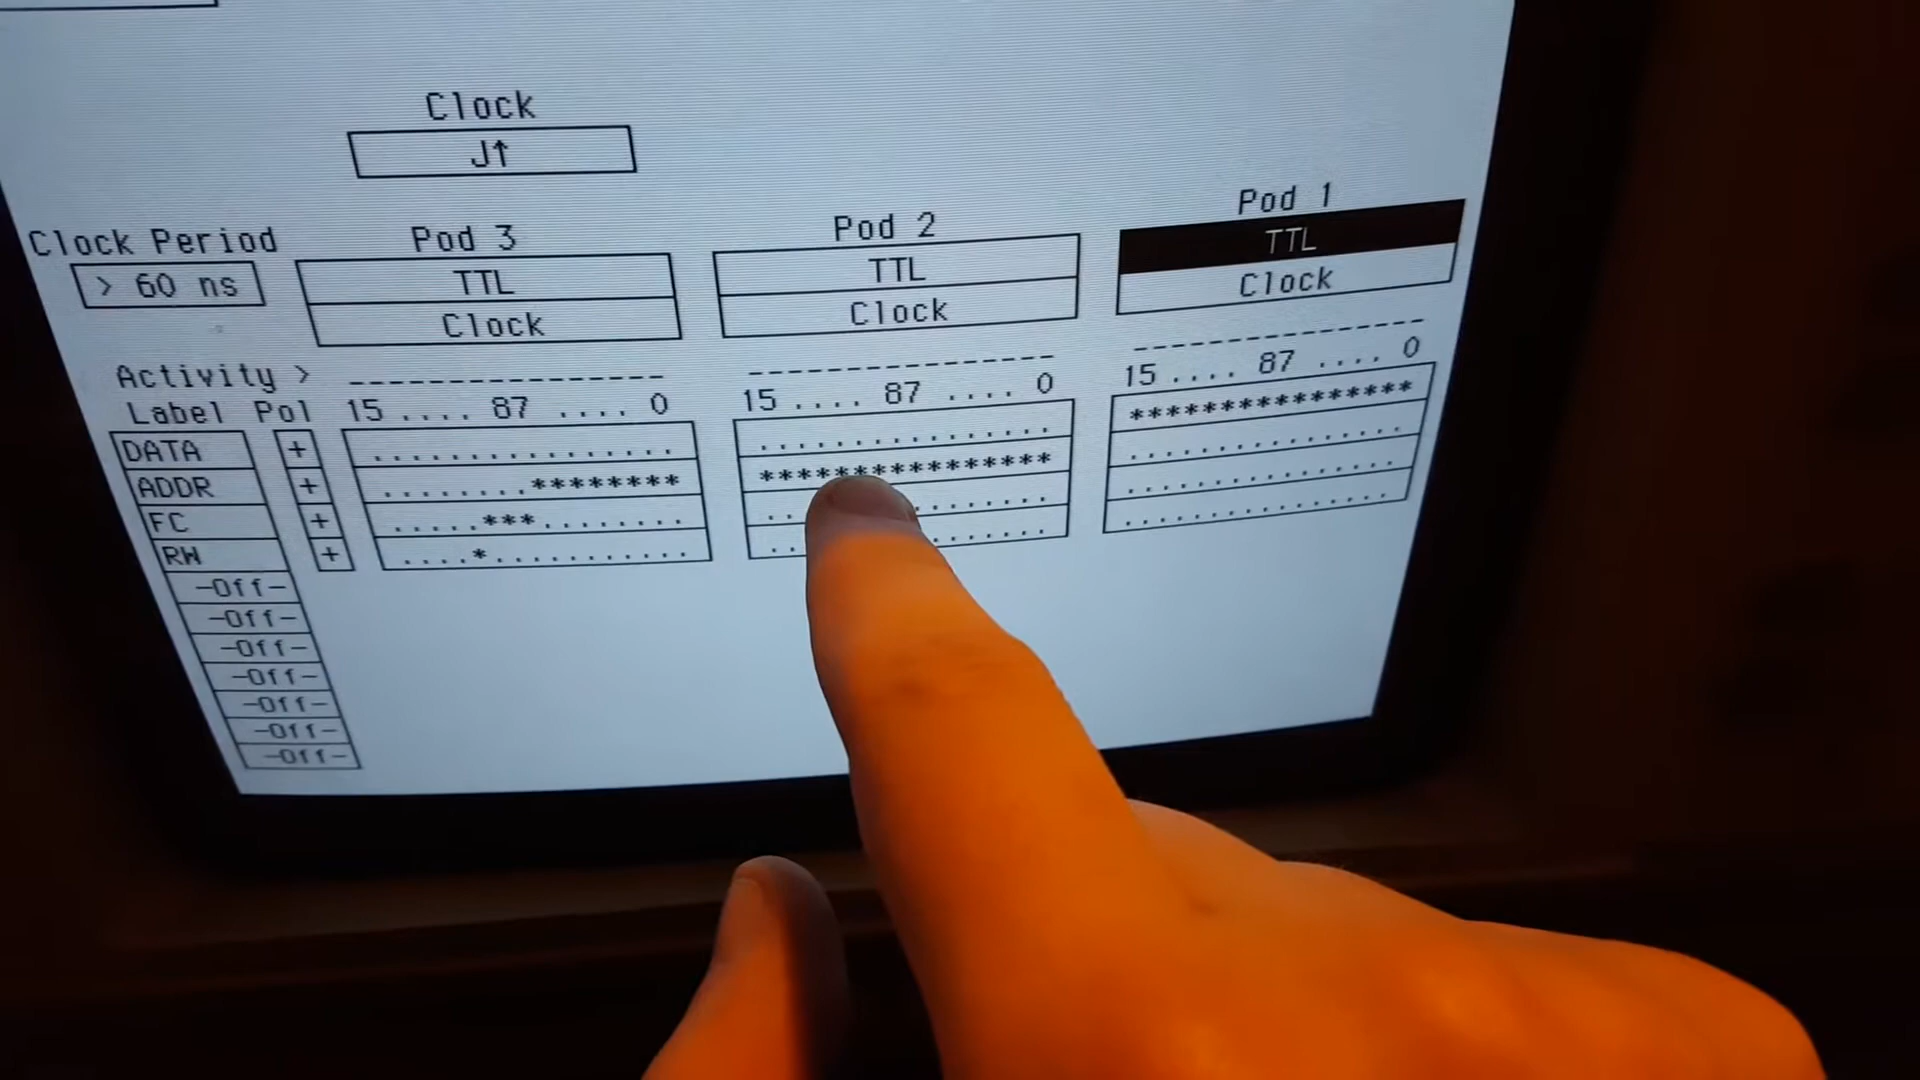 Clock
J↑
Clock Period
> 60 ns
Pod 3
TTL
Clock
Pod 2
TTL
Clock
Pod 1
TTL
Clock
Activity > ---------------- ---------------- ----------------
Label Pol 15 .... 87 .... 0 15 .... 87 .... 0 15 .... 87 .... 0
DATA + ................ ................ ****************
ADDR + ........******** **************** ................
FC + .....***........ ................
RW + ....*........... ................
-Off-
-Off-
-Off-
-Off-
-Off-
-Off-
-Off-